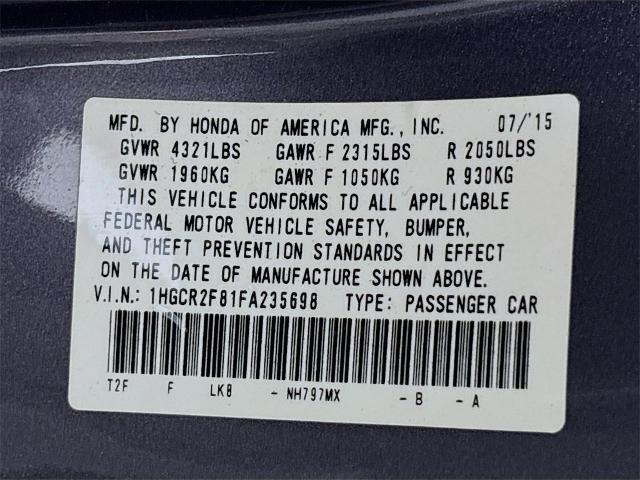 MFD. BY HONDA OF AMERICA MFG., INC. 07/'15
GVWR 4321LBS GAWR F 2315LBS R 2050LBS
GVWR 1960KG GAWR F 1050KG R 930KG
THIS VEHICLE CONFORMS TO ALL APPLICABLE
FEDERAL MOTOR VEHICLE SAFETY, BUMPER,
AND THEFT PREVENTION STANDARDS IN EFFECT
ON THE DATE OF MANUFACTURE SHOWN ABOVE.
V.I.N.: 1HGCR2F81FA235698 TYPE: PASSENGER CAR
T2F F LK8 - NH797MX - B - A